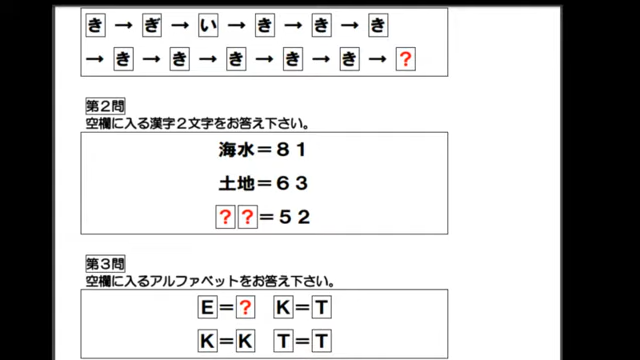 き → ぎ → い → き → き → き
→ き → き → き → き → き → ?
第2問
空欄に入る漢字2文字をお答え下さい。
海水=81
土地=63
??=52
第3問
空欄に入るアルファベットをお答え下さい。
E=? K=T
K=K T=T